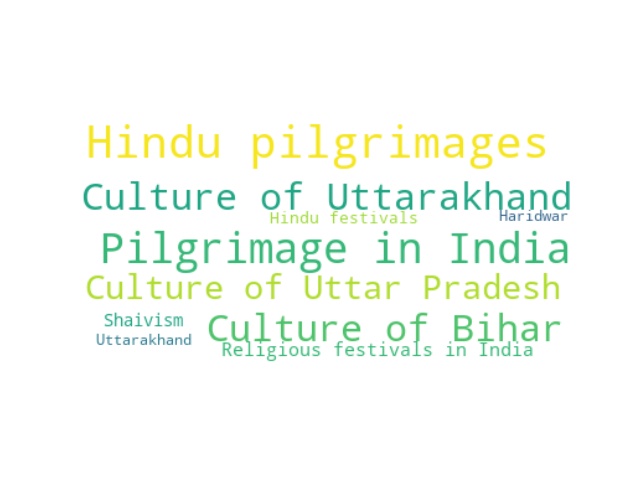 Hindu pilgrimages
Culture of Uttarakhand
Hindu festivals
Haridwar
Pilgrimage in India
Culture of Uttar Pradesh
Shaivism
Culture of Bihar
Uttarakhand
Religious festivals in India